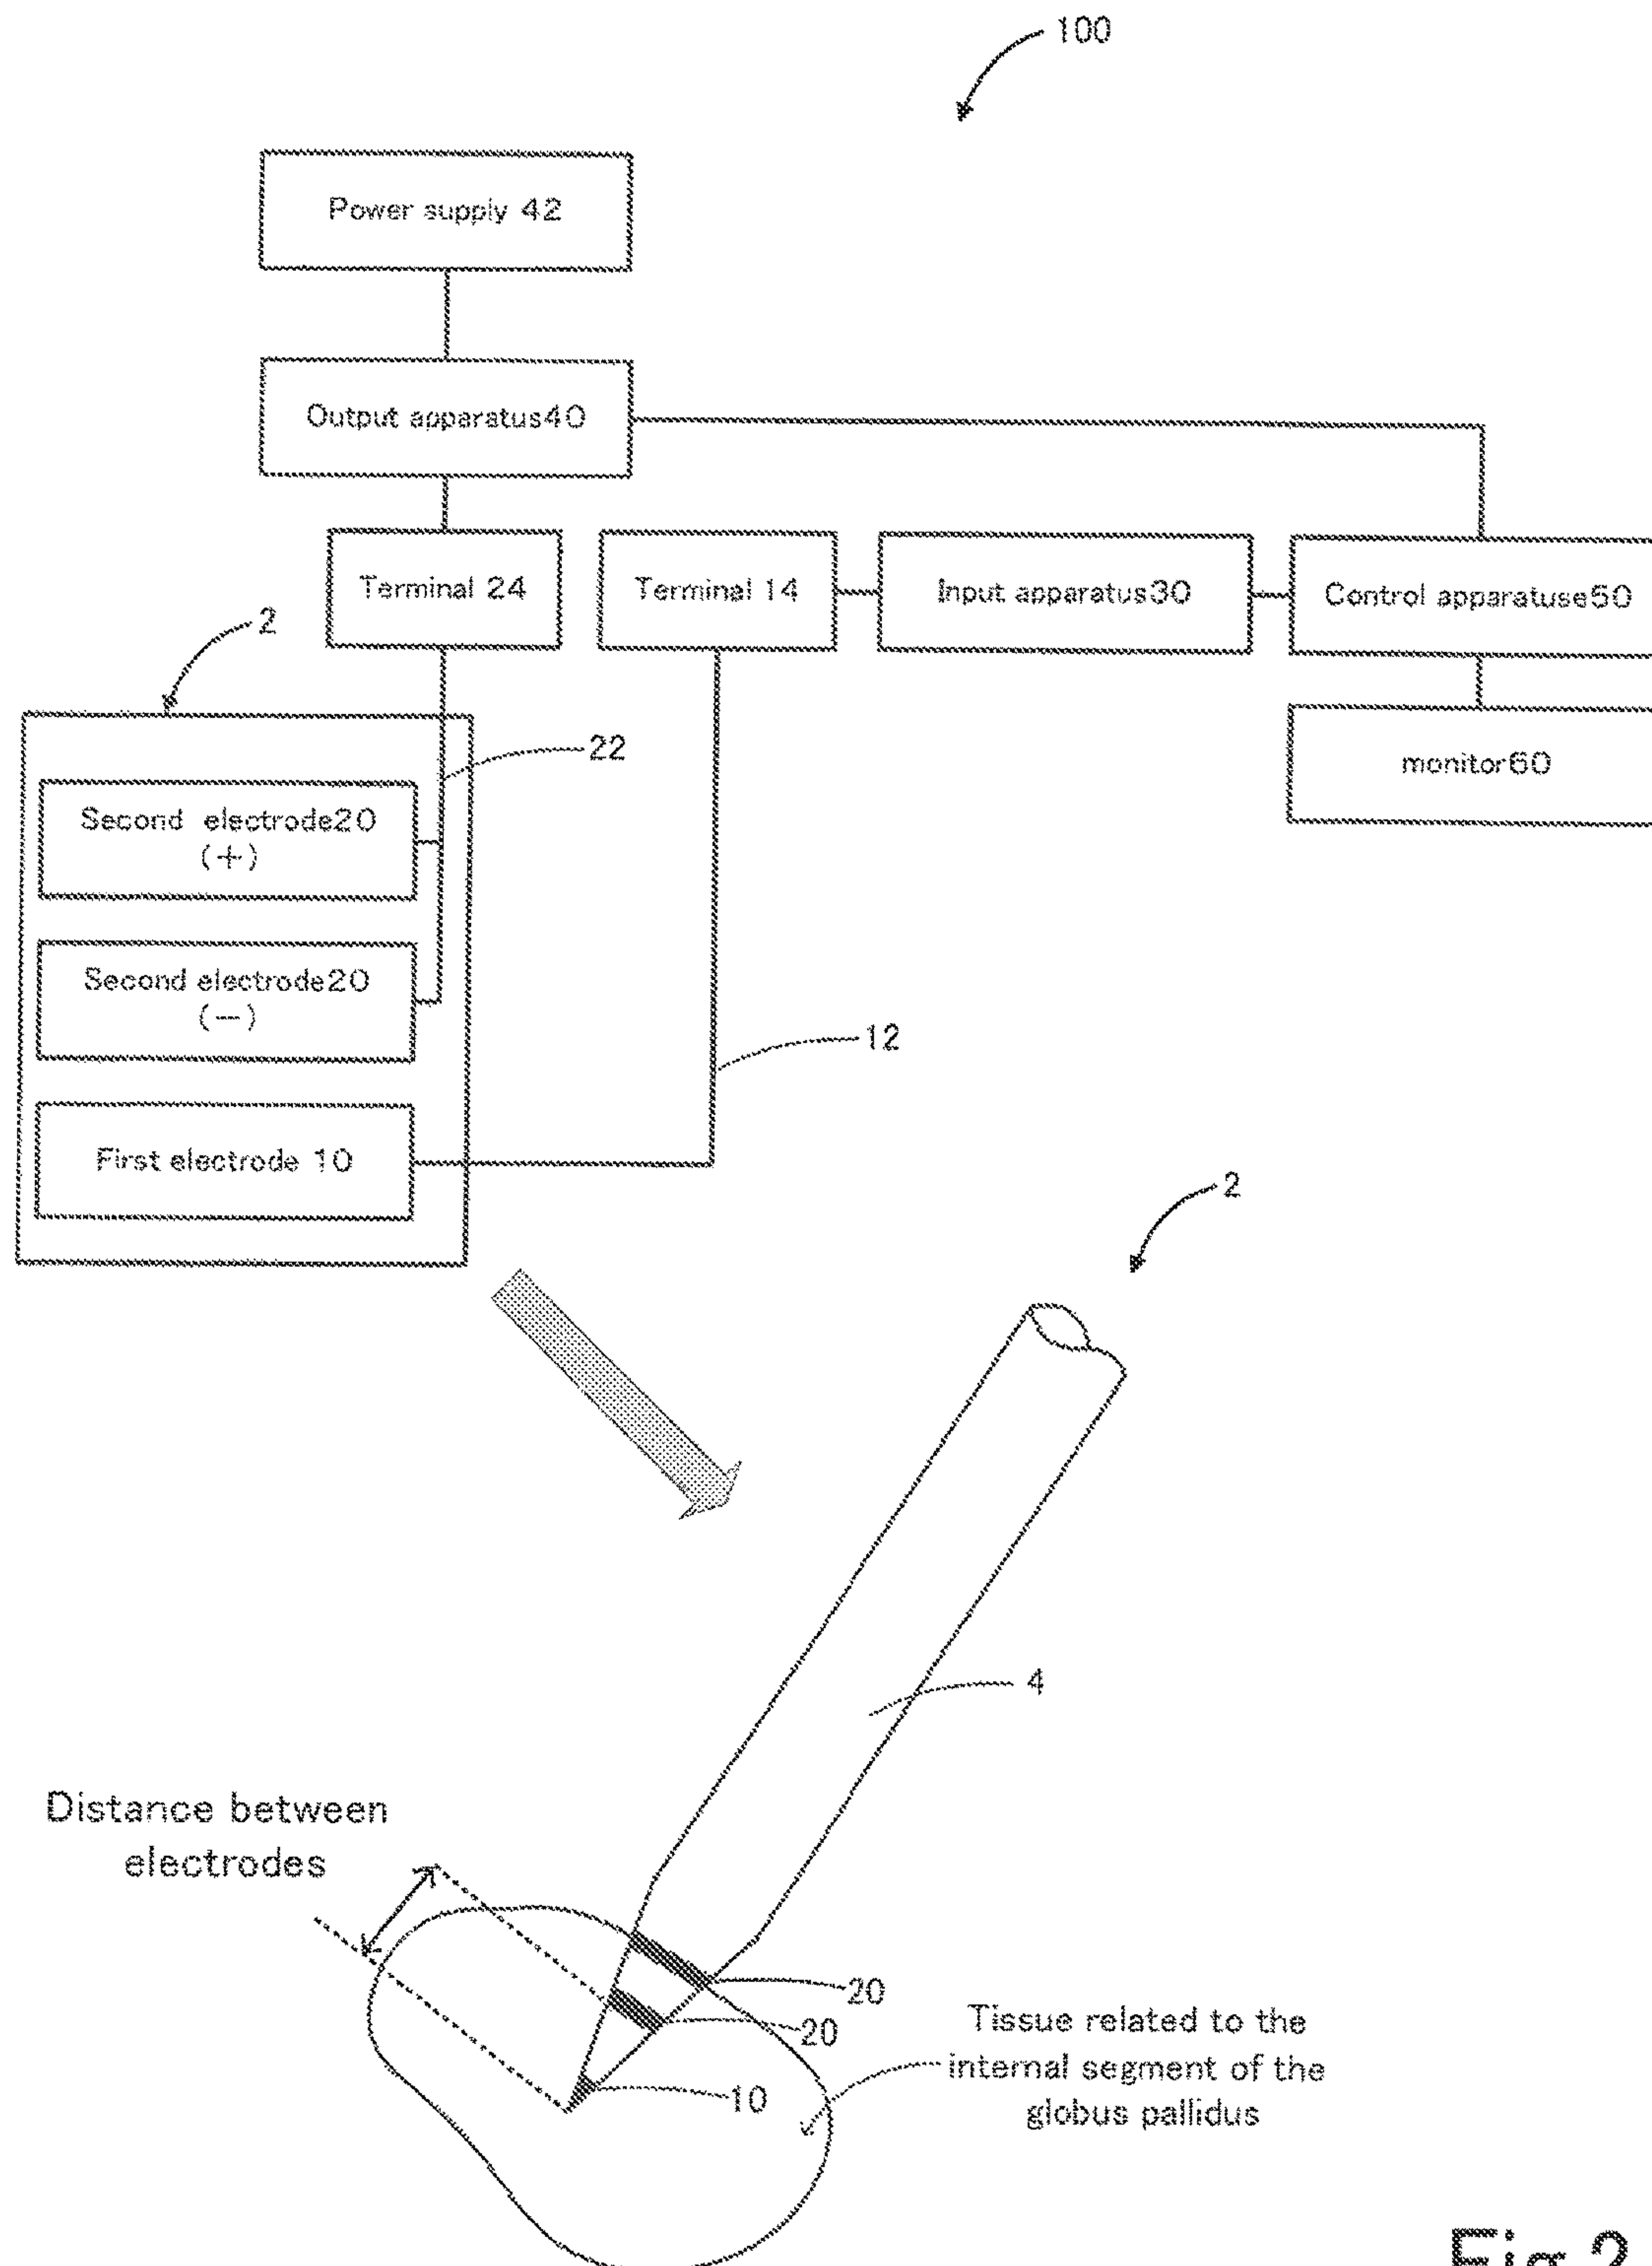 100
Power supply 42
Output apparatus40
Terminal 24
Terminal 14
Input apparatus30
Control apparatuse50
2
22
monitor60
Second electrode20
(+)
Second electrode20
(-)
12
First electrode 10
2
4
Distance between
electrodes
20
20
10
Tissue related to the
internal segment of the
globus pallidus
Fig.2